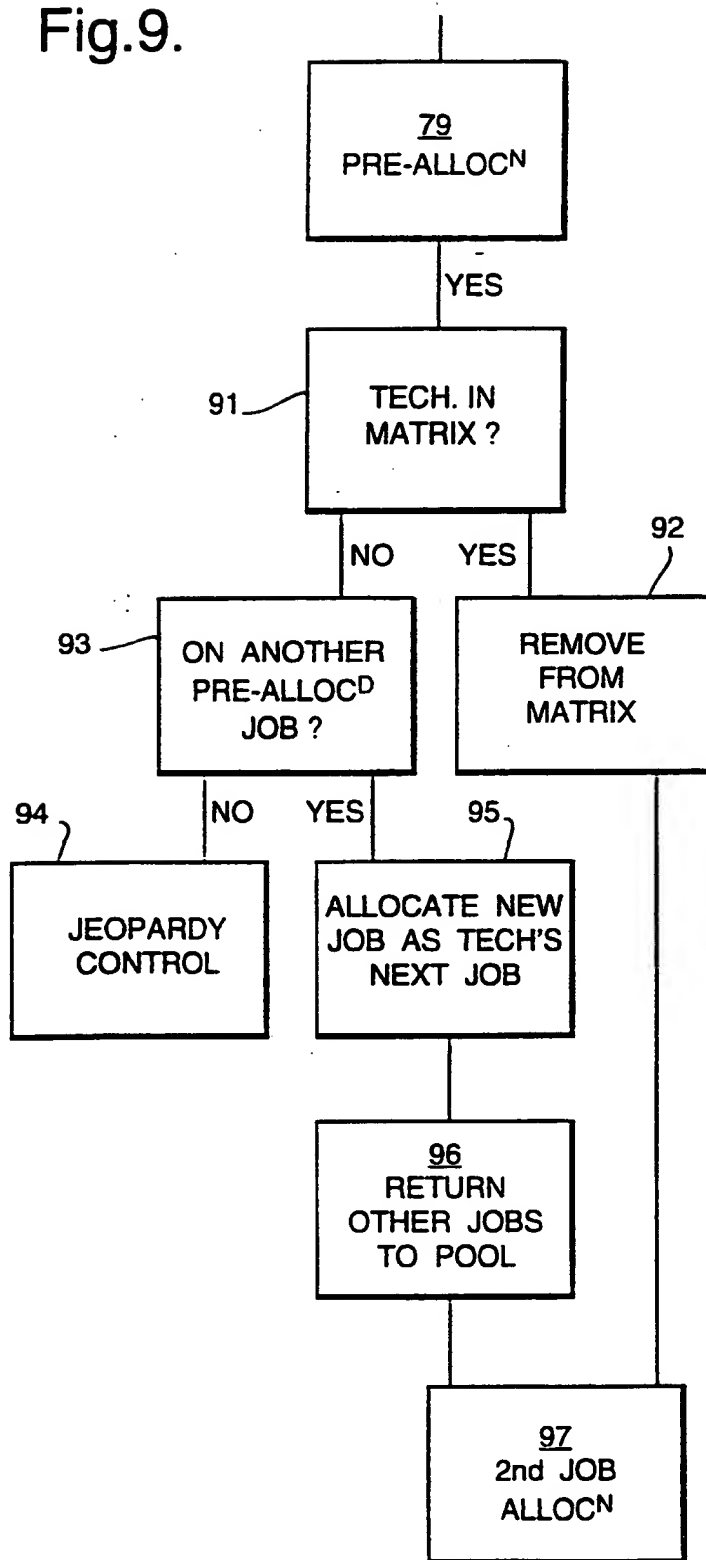 Fig.9.
79
PRE-ALLOCᴺ
YES
91
TECH. IN
MATRIX ?
NO
YES
92
93
ON ANOTHER
PRE-ALLOCᴰ
JOB ?
REMOVE
FROM
MATRIX
94
NO
YES
95
JEOPARDY
CONTROL
ALLOCATE NEW
JOB AS TECH'S
NEXT JOB
96
RETURN
OTHER JOBS
TO POOL
97
2nd JOB
ALLOCᴺ